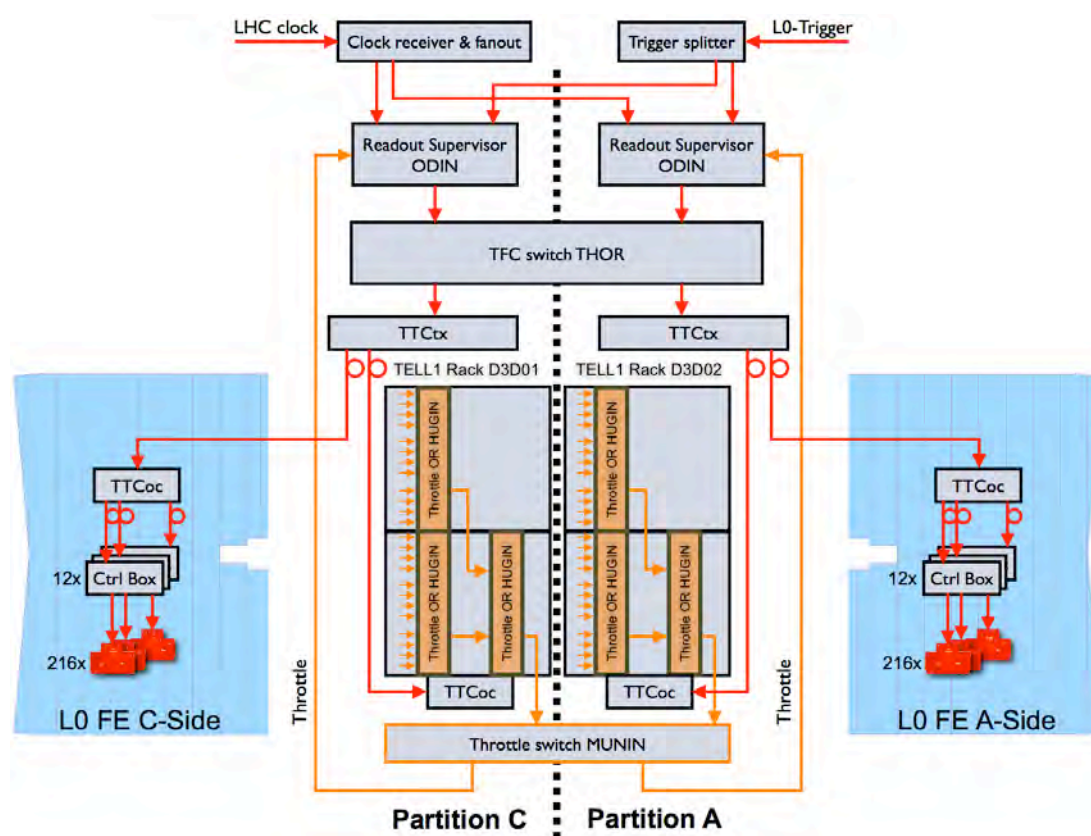 LHC clock
Clock receiver & fanout
Trigger splitter
L0-Trigger
Readout Supervisor
ODIN
Readout Supervisor
ODIN
TFC switch THOR
TTCtx
TTCtx
TELL1 Rack D3D01
TELL1 Rack D3D02
Throttle OR HUGIN
Throttle OR HUGIN
TTCoc
TTCoc
12x
Ctrl Box
Throttle OR HUGIN
Throttle OR HUGIN
Throttle OR HUGIN
Throttle OR HUGIN
12x
Ctrl Box
216x
216x
TTCoc
TTCoc
L0 FE C-Side
Throttle
Throttle
L0 FE A-Side
Throttle switch MUNIN
Partition C
Partition A